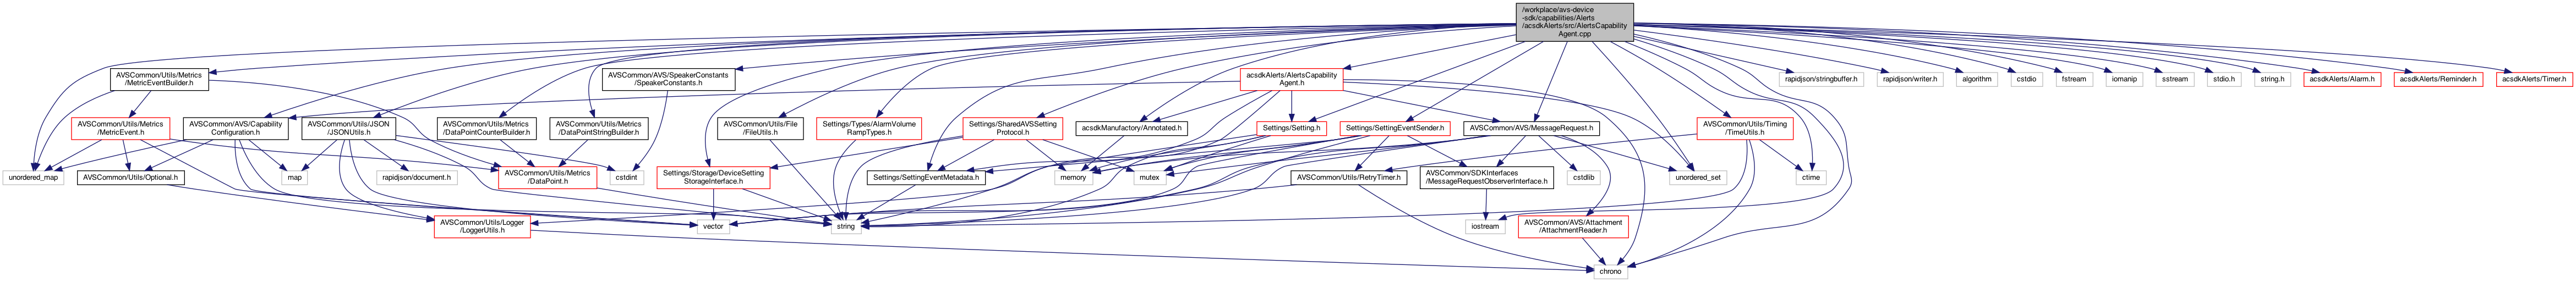 /workplace/avs-device
-sdk/capabilities/Alerts
/acsdkAlerts/src/AlertsCapability
Agent.cpp
AVSCommon/Utils/Metrics
/MetricEventBuilder.h
AVSCommon/AVS/SpeakerConstants
/SpeakerConstants.h
acsdkAlerts/AlertsCapability
Agent.h
rapidjson/stringbuffer.h
rapidjson/writer.h
algorithm
cstdio
fstream
iomanip
sstream
stdio.h
string.h
acsdkAlerts/Alarm.h
acsdkAlerts/Reminder.h
acsdkAlerts/Timer.h
AVSCommon/Utils/Metrics
/MetricEvent.h
AVSCommon/AVS/Capability
Configuration.h
AVSCommon/Utils/JSON
/JSONUtils.h
AVSCommon/Utils/Metrics
/DataPointCounterBuilder.h
AVSCommon/Utils/Metrics
/DataPointStringBuilder.h
AVSCommon/Utils/File
/FileUtils.h
Settings/Types/AlarmVolume
RampTypes.h
Settings/SharedAVSSetting
Protocol.h
acsdkManufactory/Annotated.h
Settings/Setting.h
Settings/SettingEventSender.h
AVSCommon/AVS/MessageRequest.h
AVSCommon/Utils/Timing
/TimeUtils.h
unordered_map
AVSCommon/Utils/Optional.h
map
rapidjson/document.h
AVSCommon/Utils/Metrics
/DataPoint.h
cstdint
Settings/Storage/DeviceSetting
StorageInterface.h
Settings/SettingEventMetadata.h
memory
mutex
AVSCommon/Utils/RetryTimer.h
AVSCommon/SDKInterfaces
/MessageRequestObserverInterface.h
cstdlib
unordered_set
ctime
AVSCommon/Utils/Logger
/LoggerUtils.h
vector
string
iostream
AVSCommon/AVS/Attachment
/AttachmentReader.h
chrono